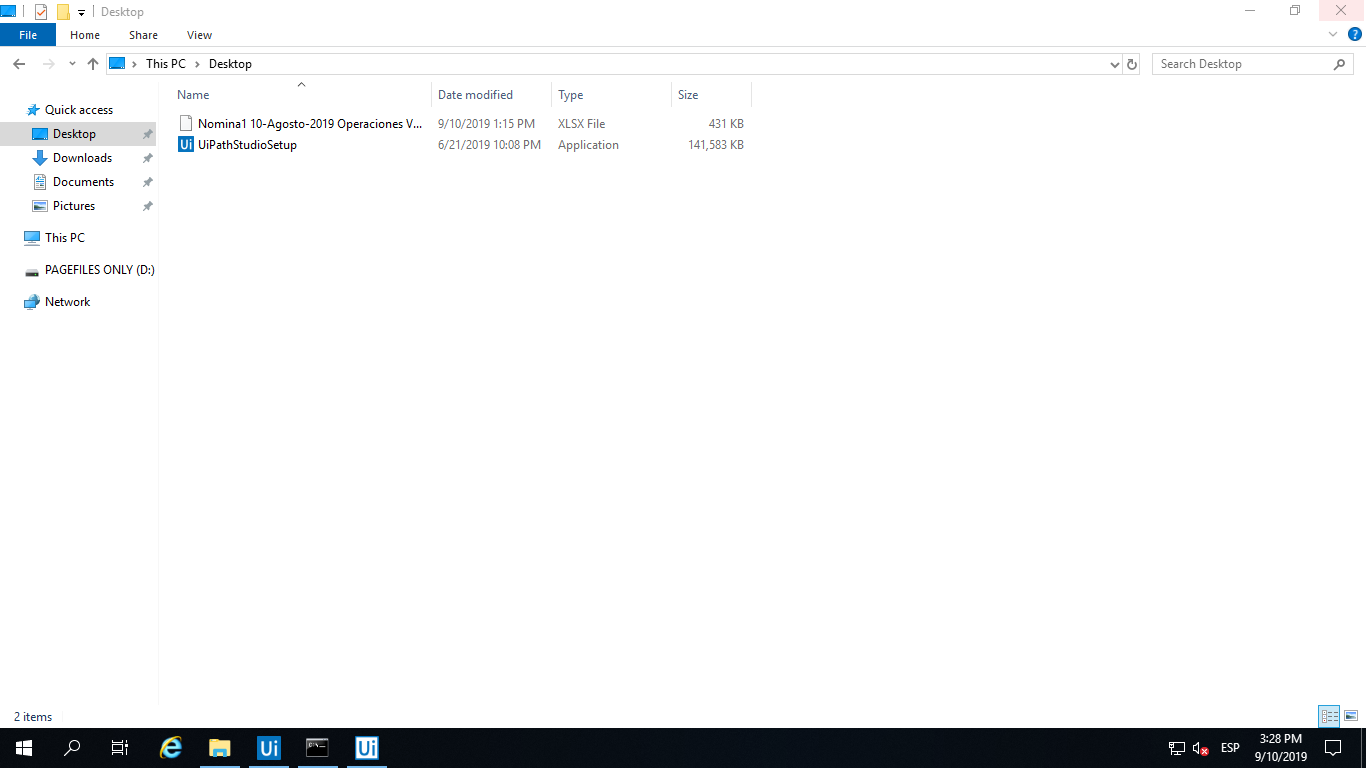 Desktop
File Home Share View
This PC Desktop
Search Desktop
Name Date modified Type Size
Quick access
Nomina1 10-Agosto-2019 Operaciones V... 9/10/2019 1:15 PM XLSX File 431 KB
Desktop
Ui UiPathStudioSetup 6/21/2019 10:08 PM Application 141,583 KB
Downloads
Documents
Pictures
This PC
PAGEFILES ONLY (D:)
Network
2 items
Ui Ui ESP 3:28 PM
9/10/2019